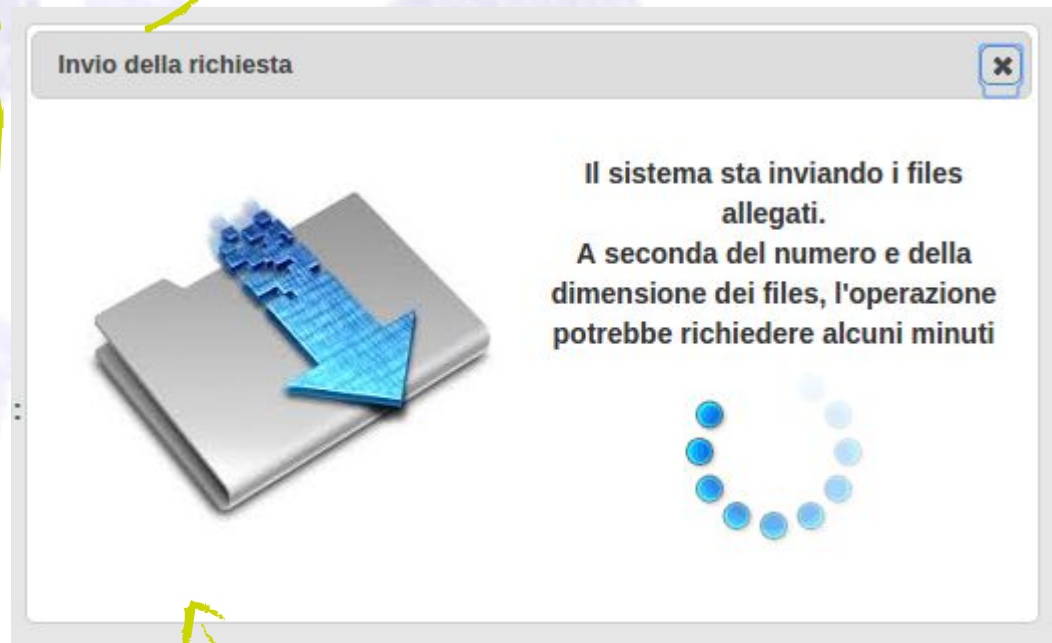 Invio della richiesta
Il sistema sta inviando i files
allegati.
A seconda del numero e della
dimensione dei files, l'operazione
potrebbe richiedere alcuni minuti